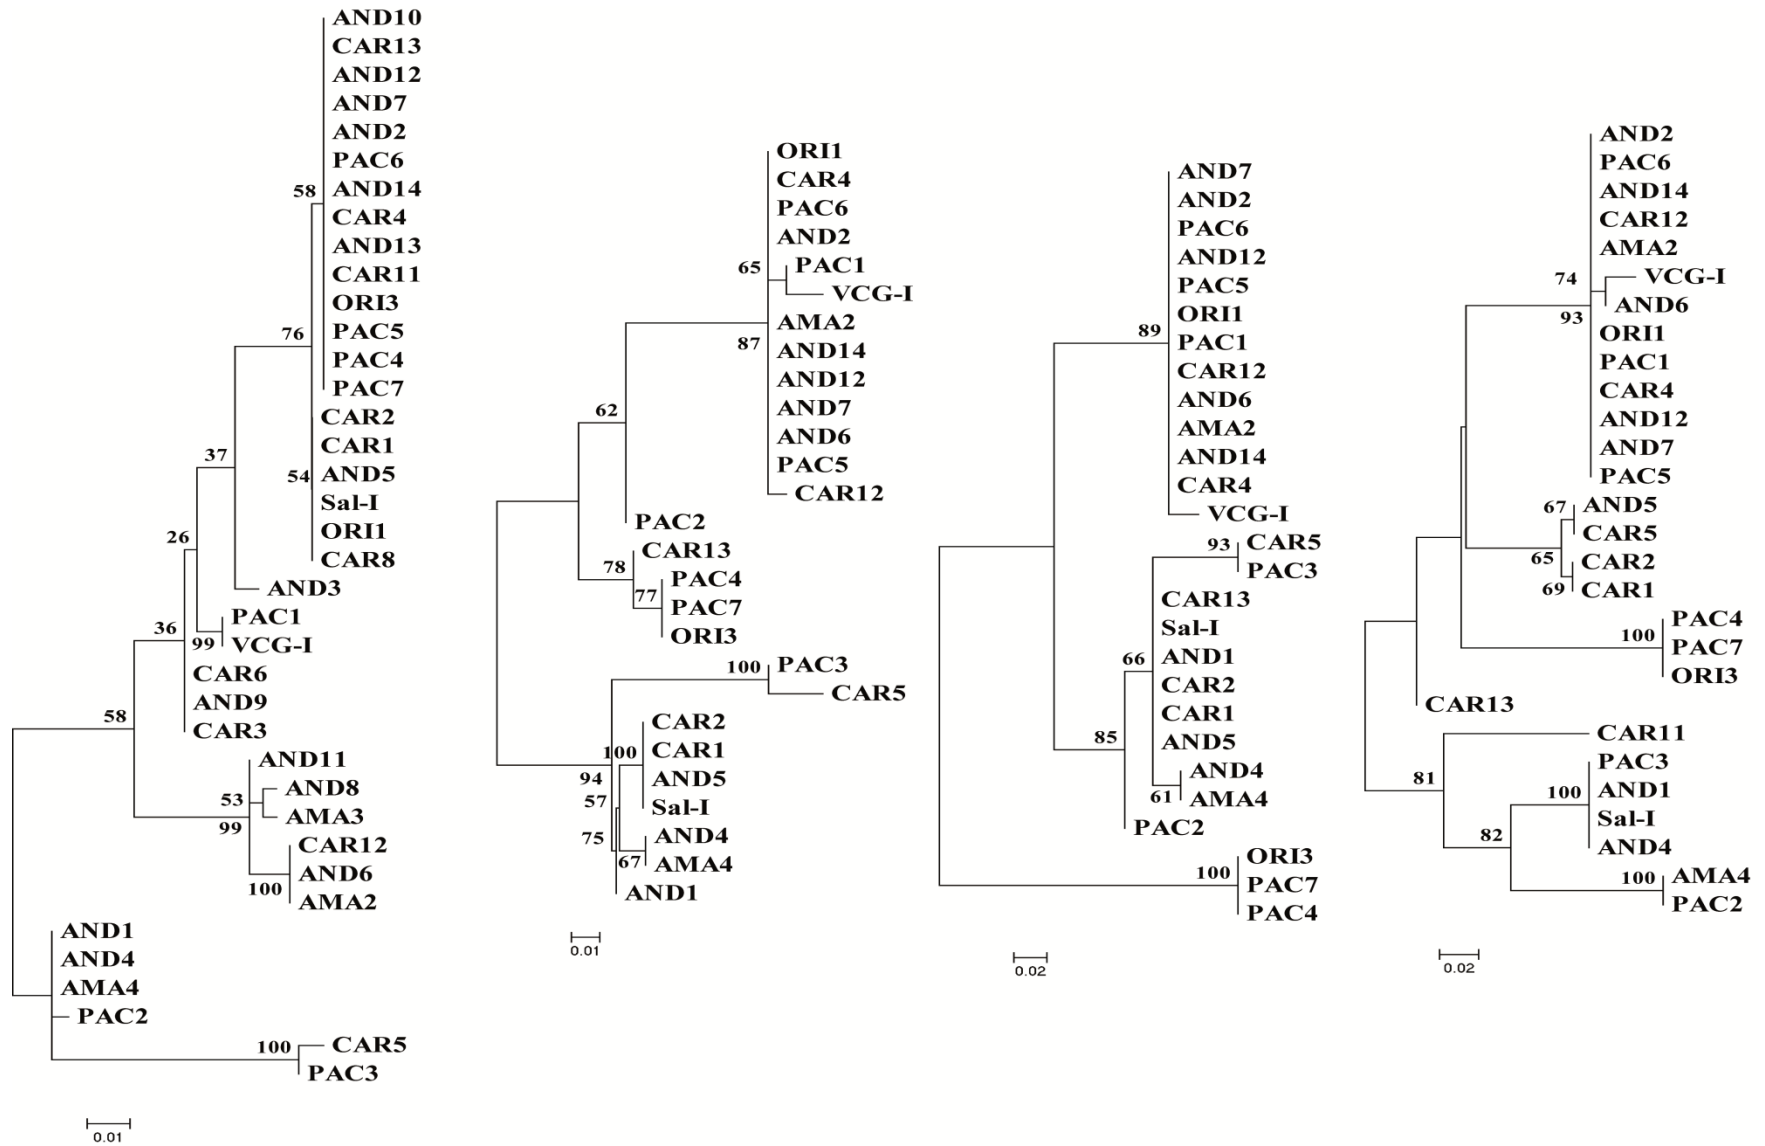 AND10
CAR13
AND12
AND7
AND2
PAC6
58
AND14
CAR4
AND13
CAR11
ORI3
76
PAC5
PAC4
PAC7
CAR2
CAR1
37
54
AND5
Sal-I
ORI1
26
CAR8
AND3
PAC1
36
99
VCG-I
CAR6
AND9
58
CAR3
AND11
AND8
53
AMA3
99
CAR12
AND6
100
AMA2
AND1
AND4
AMA4
PAC2
100
CAR5
PAC3
0.01
ORI1
CAR4
PAC6
AND2
65
PAC1
VCG-I
AMA2
87
AND14
AND12
AND7
62
AND6
PAC5
CAR12
PAC2
CAR13
78
PAC4
77
PAC7
ORI3
100
PAC3
CAR5
CAR2
100
CAR1
94
AND5
57
Sal-I
75
AND4
67
AMA4
AND1
0.01
AND7
AND2
PAC6
AND12
PAC5
ORI1
89
PAC1
CAR12
AND6
AMA2
AND14
CAR4
VCG-I
93
CAR5
PAC3
CAR13
Sal-I
66
AND1
CAR2
CAR1
85
AND5
AND4
61
AMA4
PAC2
ORI3
100
PAC7
PAC4
0.02
AND2
PAC6
AND14
CAR12
AMA2
74
VCG-I
AND6
93
ORI1
PAC1
CAR4
AND12
AND7
PAC5
67
AND5
CAR5
65
CAR2
69
CAR1
PAC4
100
PAC7
ORI3
CAR13
CAR11
PAC3
81
100
AND1
Sal-I
82
AND4
100
AMA4
PAC2
0.02